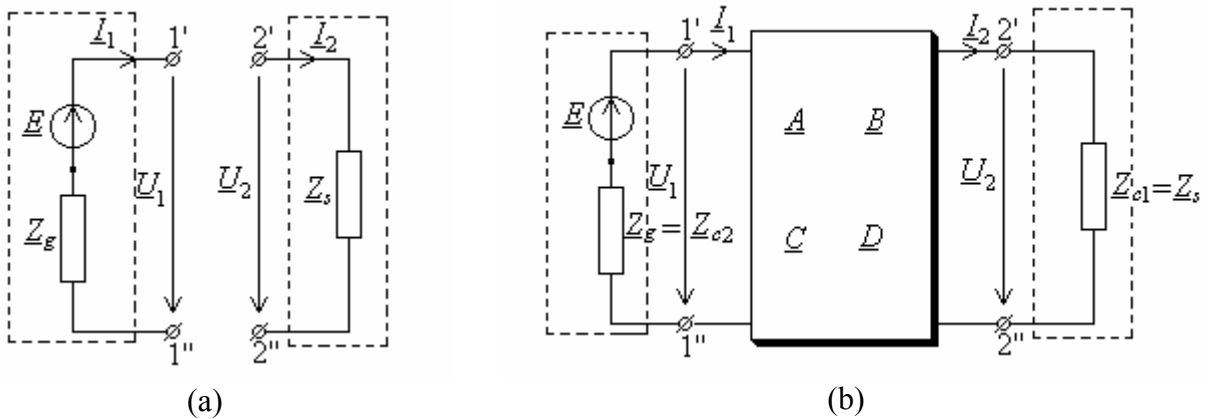 I1 1' 2' I2
E
U1 U2 Zs
Zg
1" 2"
(a)
1' I1 I2 2'
E A B
U1 U2 Zc1=Zs
Zg= Zc2 C D
1" 2"
(b)